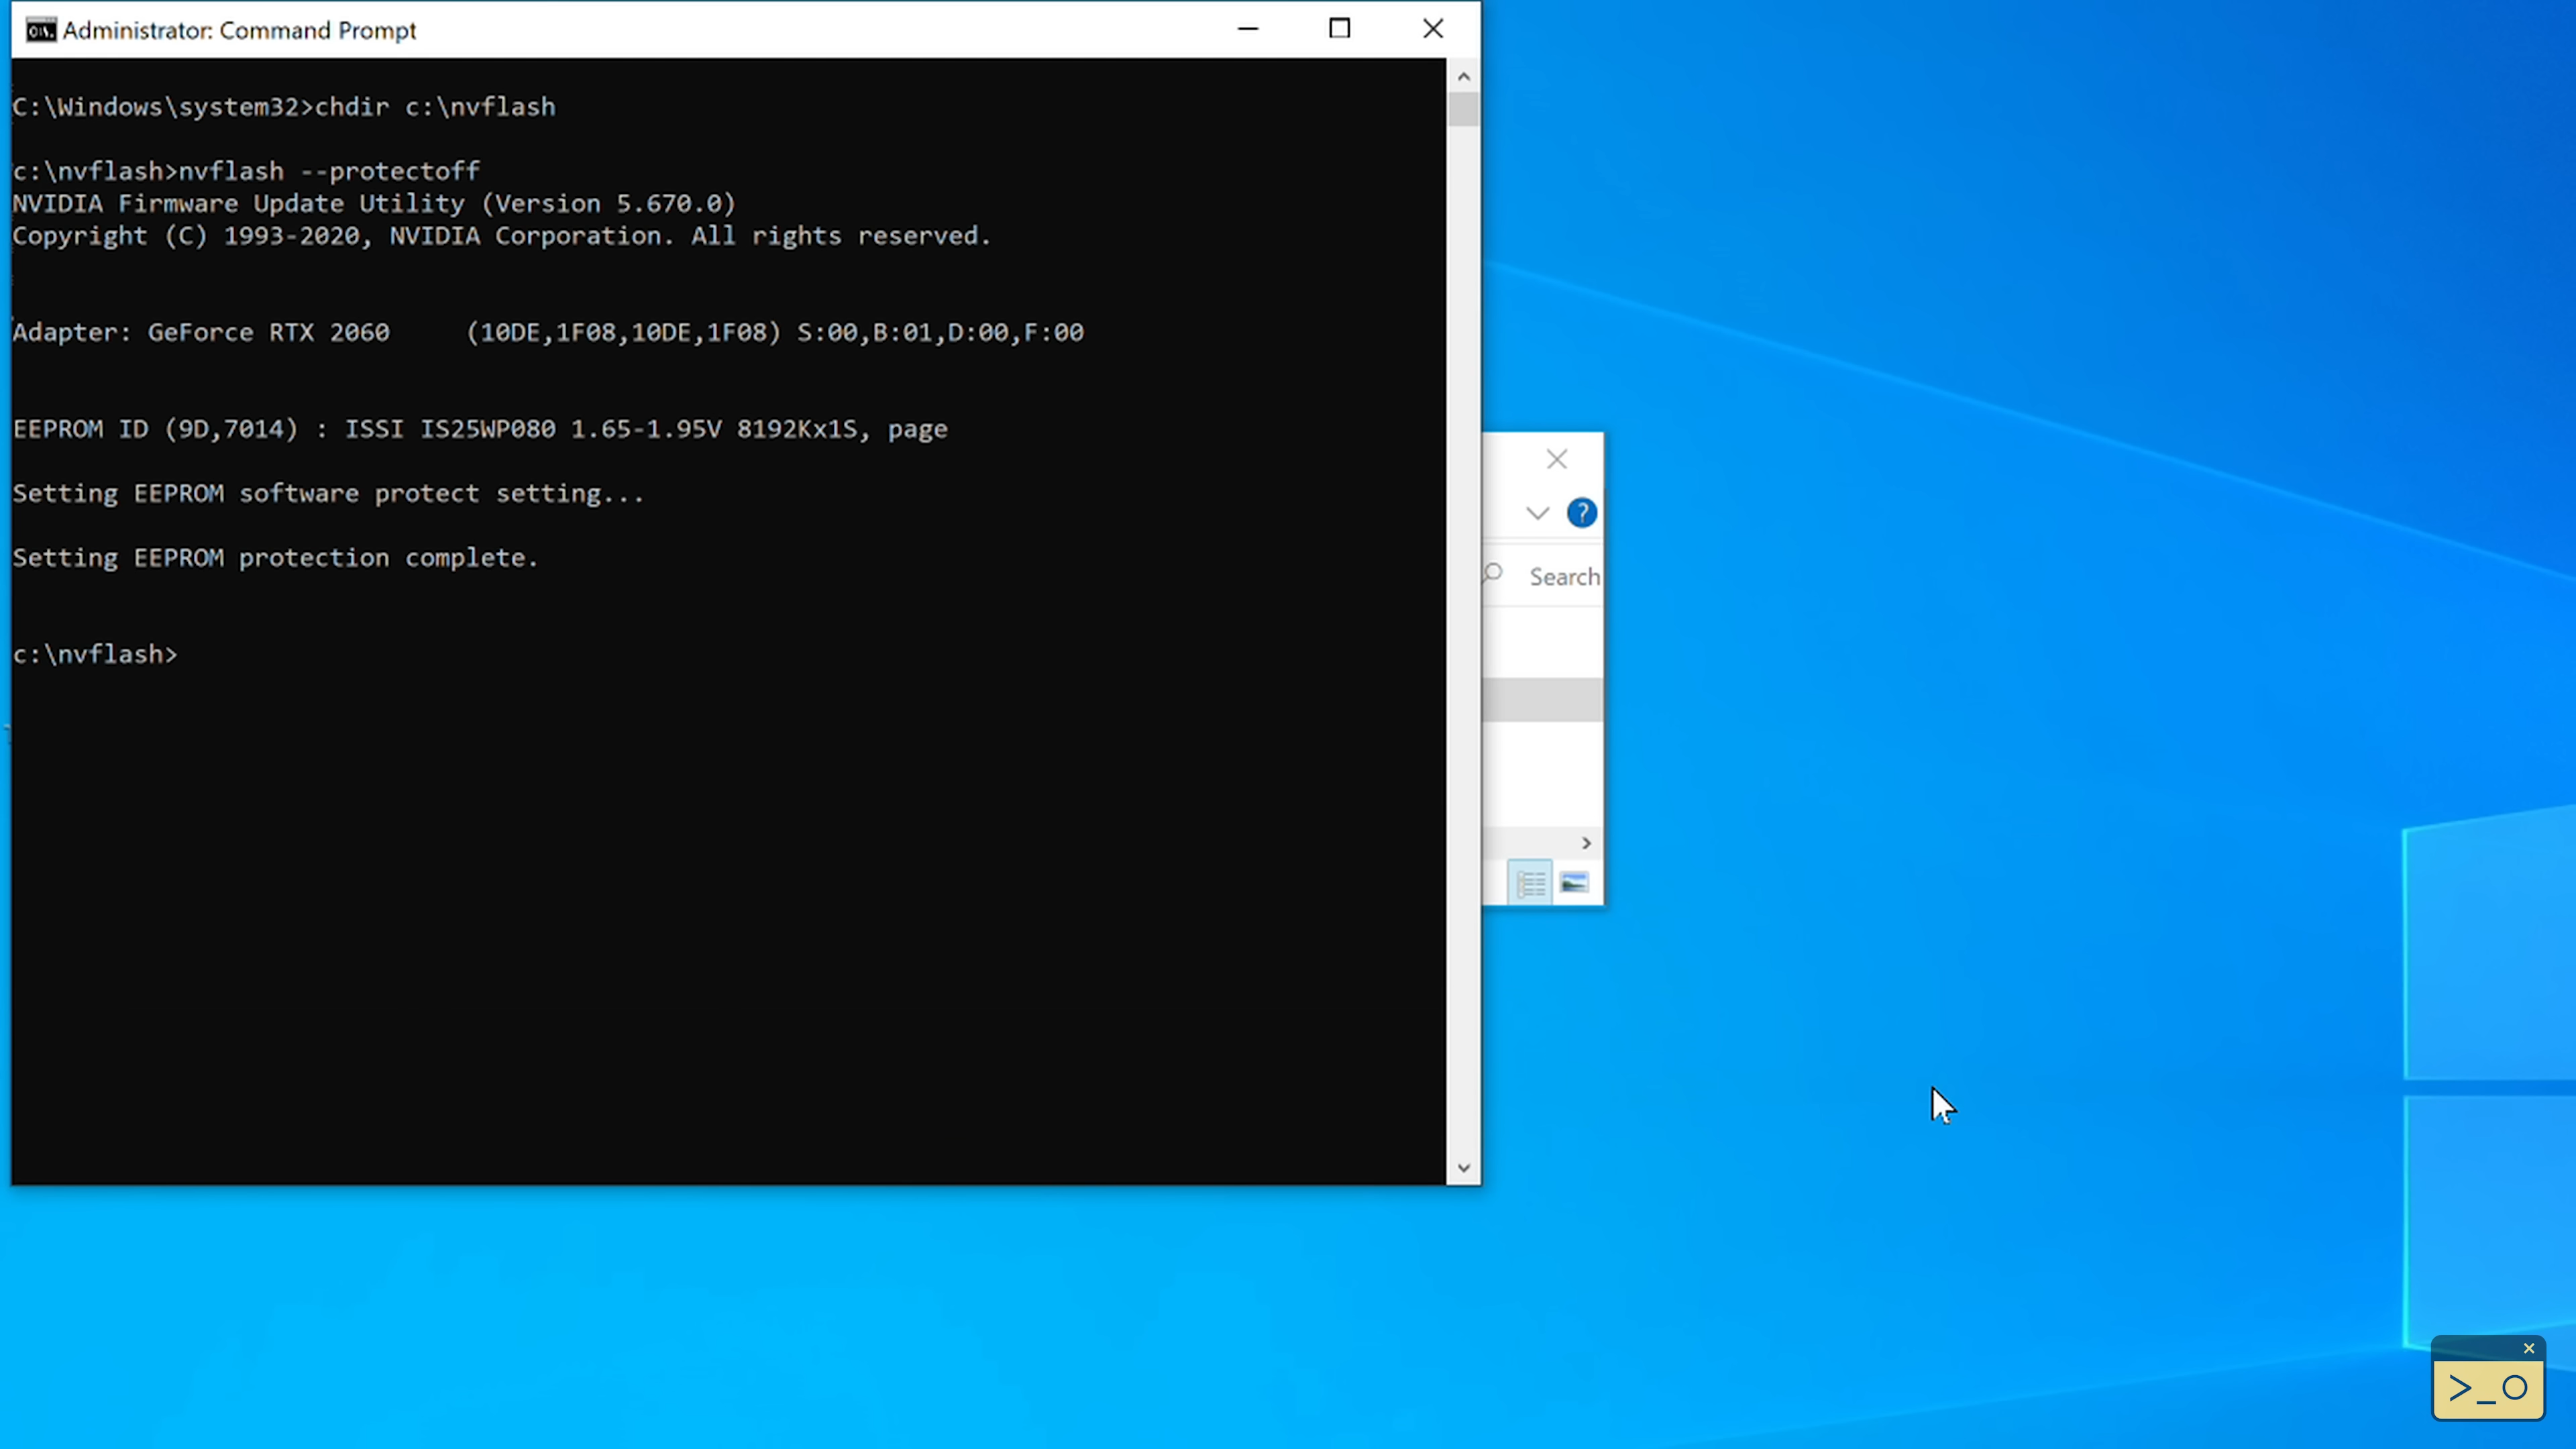 Administrator: Command Prompt
C:\Windows\system32>chdir c:\nvflash
c:\nvflash>nvflash --protectoff
NVIDIA Firmware Update Utility (Version 5.670.0)
Copyright (C) 1993-2020, NVIDIA Corporation. All rights reserved.
Adapter: GeForce RTX 2060     (10DE,1F08,10DE,1F08) S:00,B:01,D:00,F:00
EEPROM ID (9D,7014) : ISSI IS25WP080 1.65-1.95V 8192Kx1S, page
Setting EEPROM software protect setting...
Setting EEPROM protection complete.
c:\nvflash>
Search
>_O